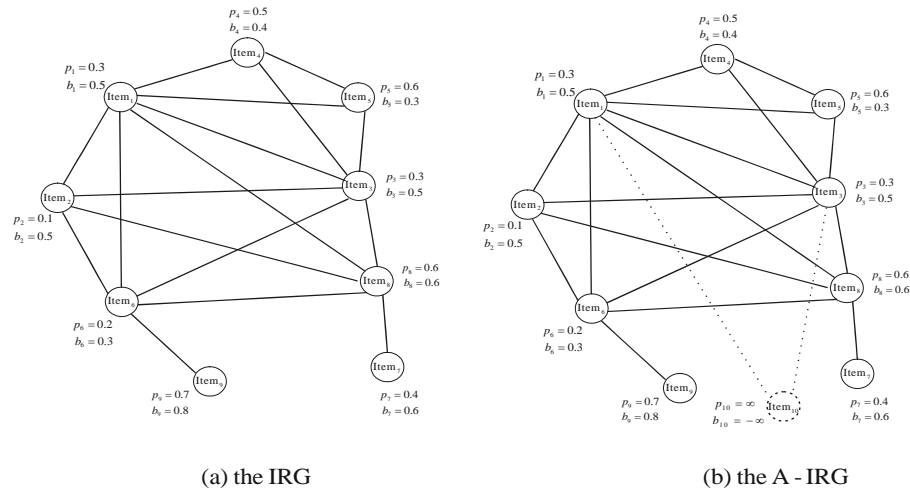 p₄ = 0.5
b₄ = 0.4
Item₄
p₁ = 0.3
b₁ = 0.5
Item₁
p₅ = 0.6
b₅ = 0.3
Item₅
p₃ = 0.3
b₃ = 0.5
Item₃
Item₂
p₂ = 0.1
b₂ = 0.5
p₈ = 0.6
b₈ = 0.6
Item₈
Item₆
p₆ = 0.2
b₆ = 0.3
Item₇
p₇ = 0.4
b₇ = 0.6
Item₉
p₉ = 0.7
b₉ = 0.8
(a) the IRG
p₄ = 0.5
b₄ = 0.4
Item₄
p₁ = 0.3
b₁ = 0.5
Item₁
p₅ = 0.6
b₅ = 0.3
Item₅
p₃ = 0.3
b₃ = 0.5
Item₃
Item₂
p₂ = 0.1
b₂ = 0.5
p₈ = 0.6
b₈ = 0.6
Item₈
Item₆
p₆ = 0.2
b₆ = 0.3
Item₇
p₇ = 0.4
b₇ = 0.6
Item₉
p₉ = 0.7
b₉ = 0.8
p₁₀ = ∞
b₁₀ = −∞
Item₁₀
(b) the A - IRG